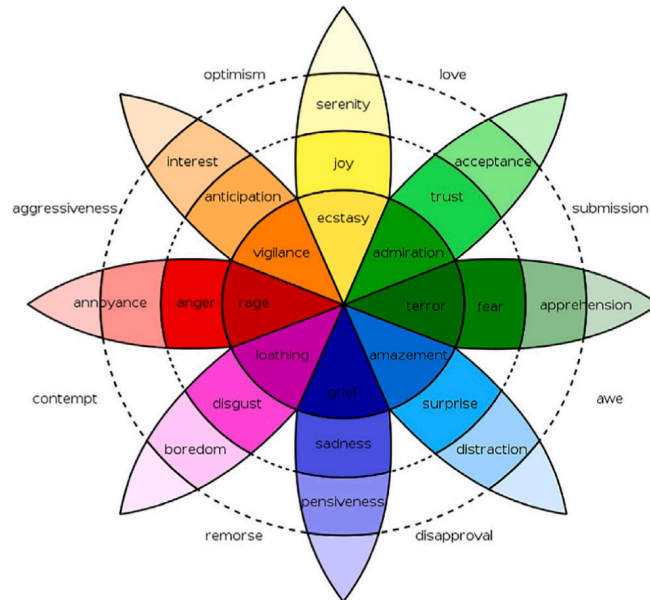 optimism
love
serenity
interest
acceptance
joy
anticipation
trust
aggressiveness
submission
ecstasy
vigilance
admiration
annoyance
anger
rage
terror
fear
apprehension
loathing
amazement
contempt
grief
awe
disgust
surprise
sadness
boredom
distraction
pensiveness
remorse
disapproval